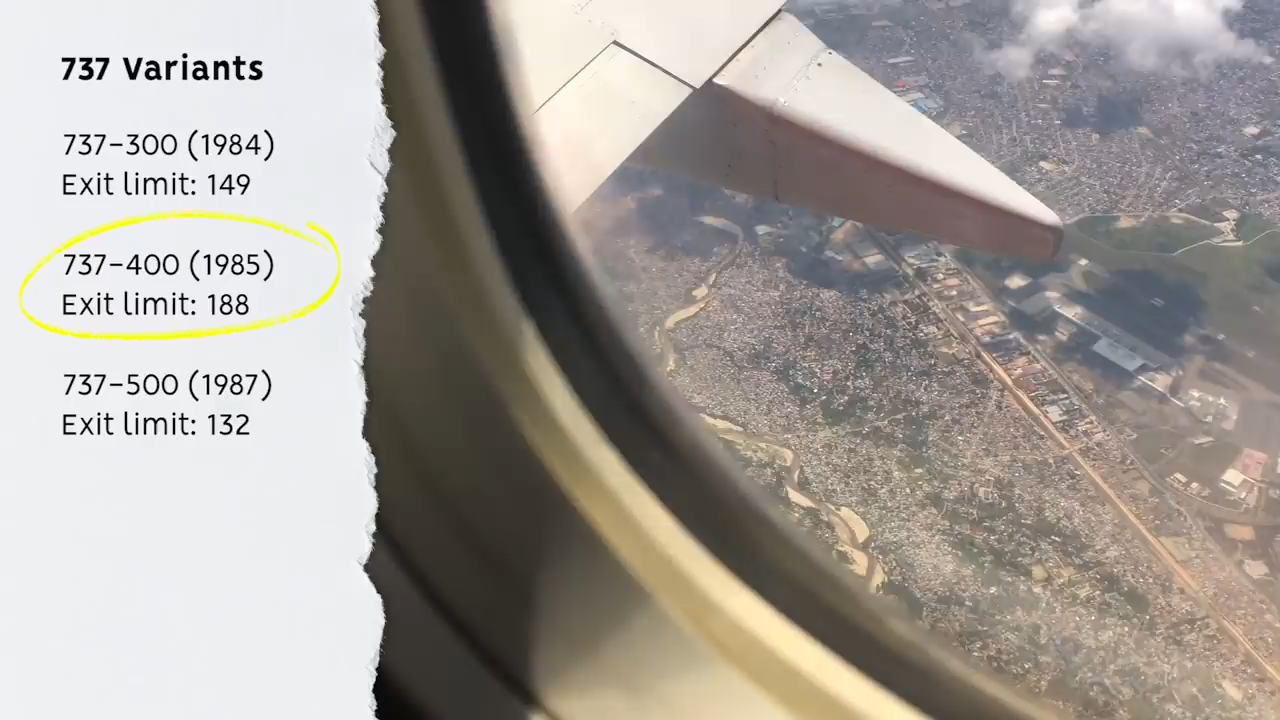 737 Variants
737-300 (1984)
Exit limit: 149
737-400 (1985)
Exit limit: 188
737-500 (1987)
Exit limit: 132